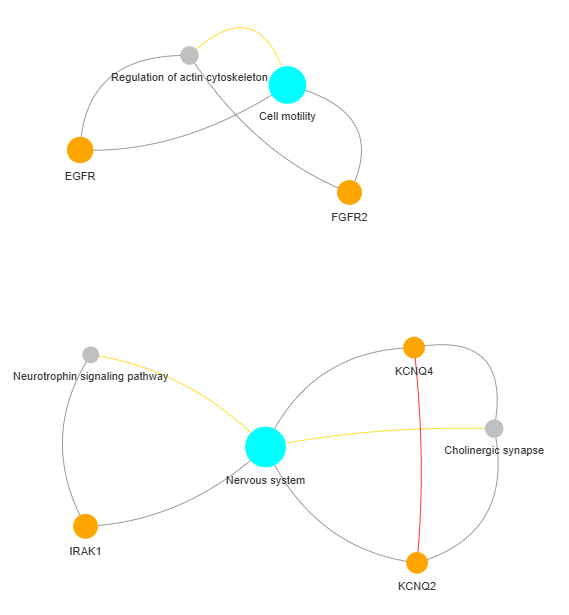 Regulation of actin cytoskeleton
Cell motility
EGFR
FGFR2
KCNQ4
Neurotrophin signaling pathway
Cholinergic synapse
Nervous system
IRAK1
KCNQ2